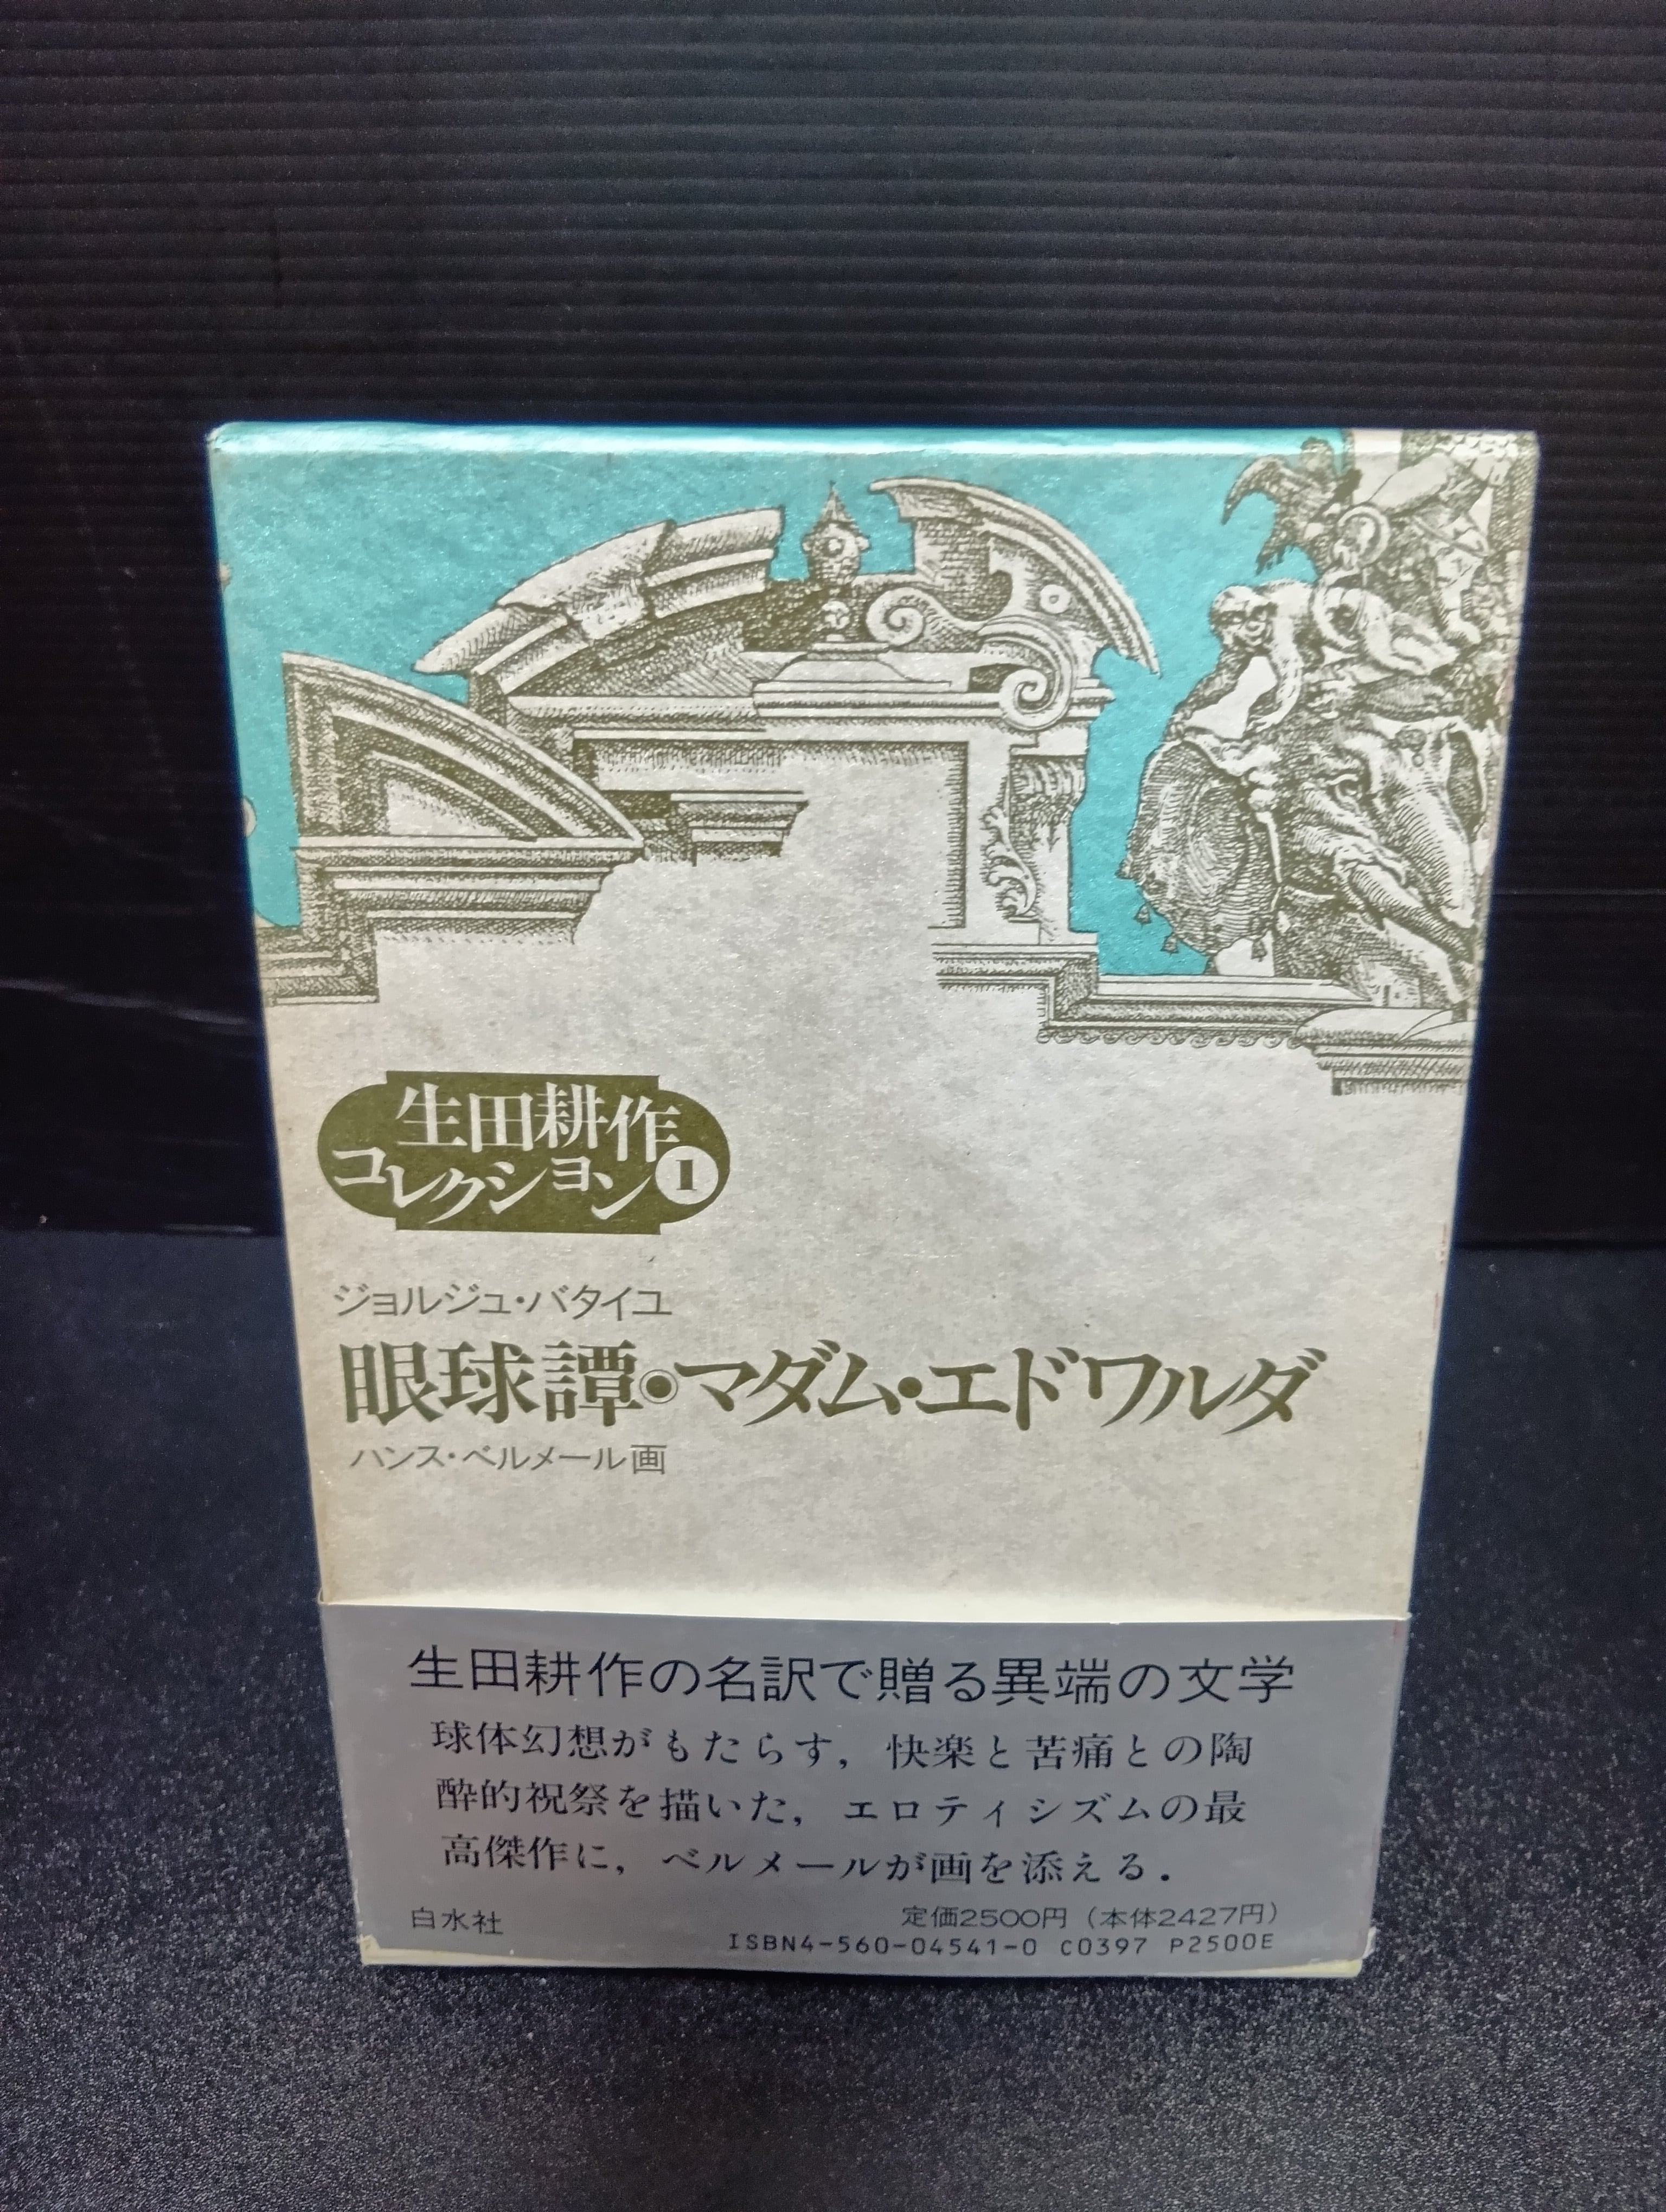 生田耕作
コレクション1
ジョルジュ・バタイユ
眼球譚◉マダム・エドワルダ
ハンス・ベルメール画
生田耕作の名訳で贈る異端の文学
球体幻想がもたらす，快楽と苦痛との陶
酔的祝祭を描いた，エロティシズムの最
高傑作に，ベルメールが画を添える．
白水社
定価2500円（本体2427円）
ISBN4-560-04541-0 C0397 P2500E